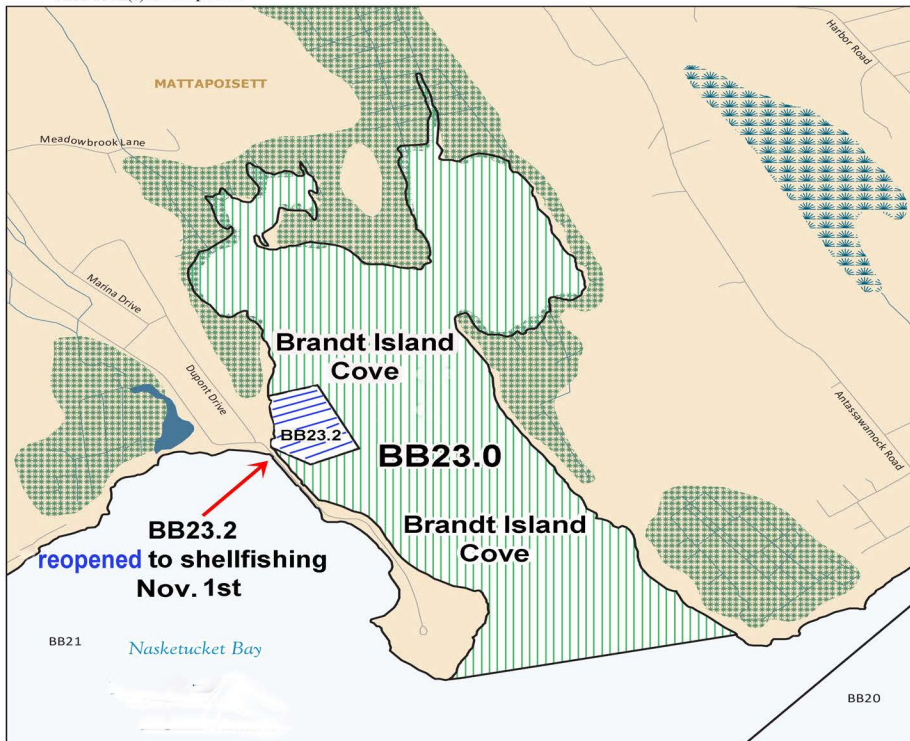 Harbor Road
MATTAPOISETT
Meadowbrook Lane
Marina Drive
Dupont Drive
Brandt Island
Cove
BB23.2
BB23.0
Antassawamock Road
Brandt Island
Cove
BB23.2
reopened to shellfishing
Nov. 1st
BB21
Nasketucket Bay
BB20